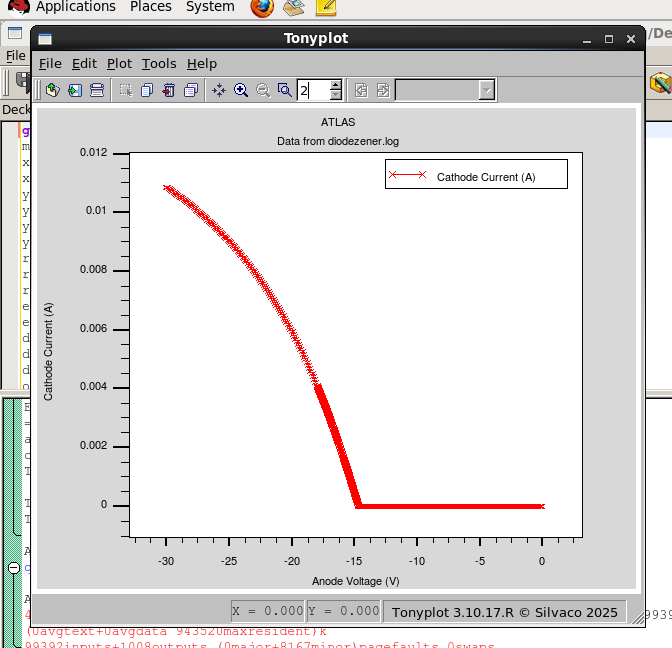 Applications Places System
/De
Tonyplot
File
File Edit Plot Tools Help
2
Deck
ATLAS
Data from diodezener.log
Cathode Current (A)
0.012
0.01
0.008
0.006
0.004
0.002
0
Cathode Current (A)
-30 -25 -20 -15 -10 -5 0
Anode Voltage (V)
X = 0.000 Y = 0.000 Tonyplot 3.10.17.R © Silvaco 2025
(0avgtext+0avgdata 943520maxresident)k
99392inputs+1008outputs (0major+8167minor)pagefaults 0swaps